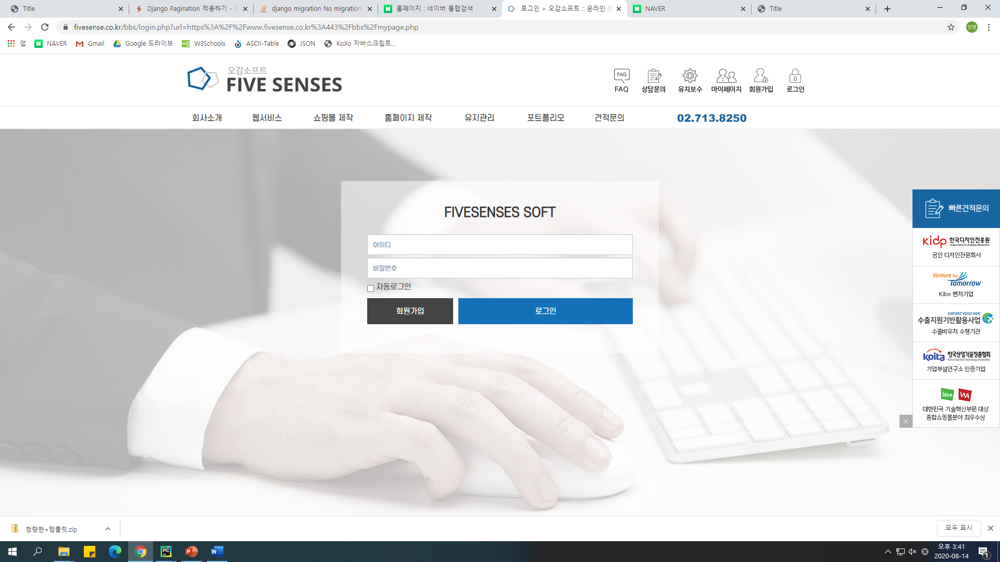 Title
Django Pagination 적용하기 -
django migration No migration
홈페이지 : 네이버 통합검색
로그인 > 오감소프트 :: 온라인
NAVER
Title
fivesense.co.kr/bbs/login.php?url=https%3A%2F%2Fwww.fivesense.co.kr%3A443%2Fbbs%2Fmypage.php
민영
앱
NAVER
Gmail
Google 드라이브
W3Schools
ASCII-Table
JSON
KoXo 자바스크립트...
오감소프트
FIVE SENSES
FAQ
FAQ
상담문의
유지보수
마이페이지
회원가입
로그인
회사소개
웹서비스
쇼핑몰 제작
홈페이지 제작
유지관리
포트폴리오
견적문의
02.713.8250
FIVESENSES SOFT
아이디
비밀번호
자동로그인
회원가입
로그인
빠른견적문의
kidp 한국디자인진흥원
KOREA INSTITUTE OF DESIGN PROMOTION
공인 디자인전문회사
Venture for
Tomorrow
Kibo 벤처기업
EXPORT VOUCHER
수출지원기반활용사업
수출바우처 수행기관
koita 한국산업기술진흥협회
Korea Industrial Technology Association
기업부설연구소 인증기업
iEco WA
대한민국 기술혁신부문 대상
종합쇼핑몰분야 최우수상
청량한+템플릿.zip
모두 표시
오후 3:41
2020-08-14
1